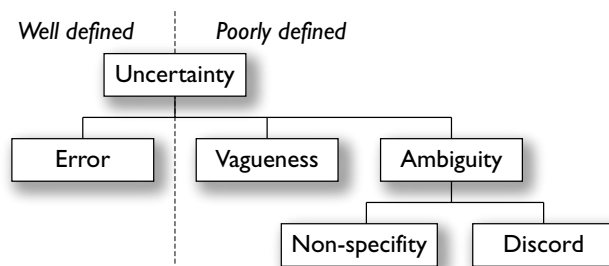 Well defined
Poorly defined
Uncertainty
Error
Vagueness
Ambiguity
Non-specifity
Discord